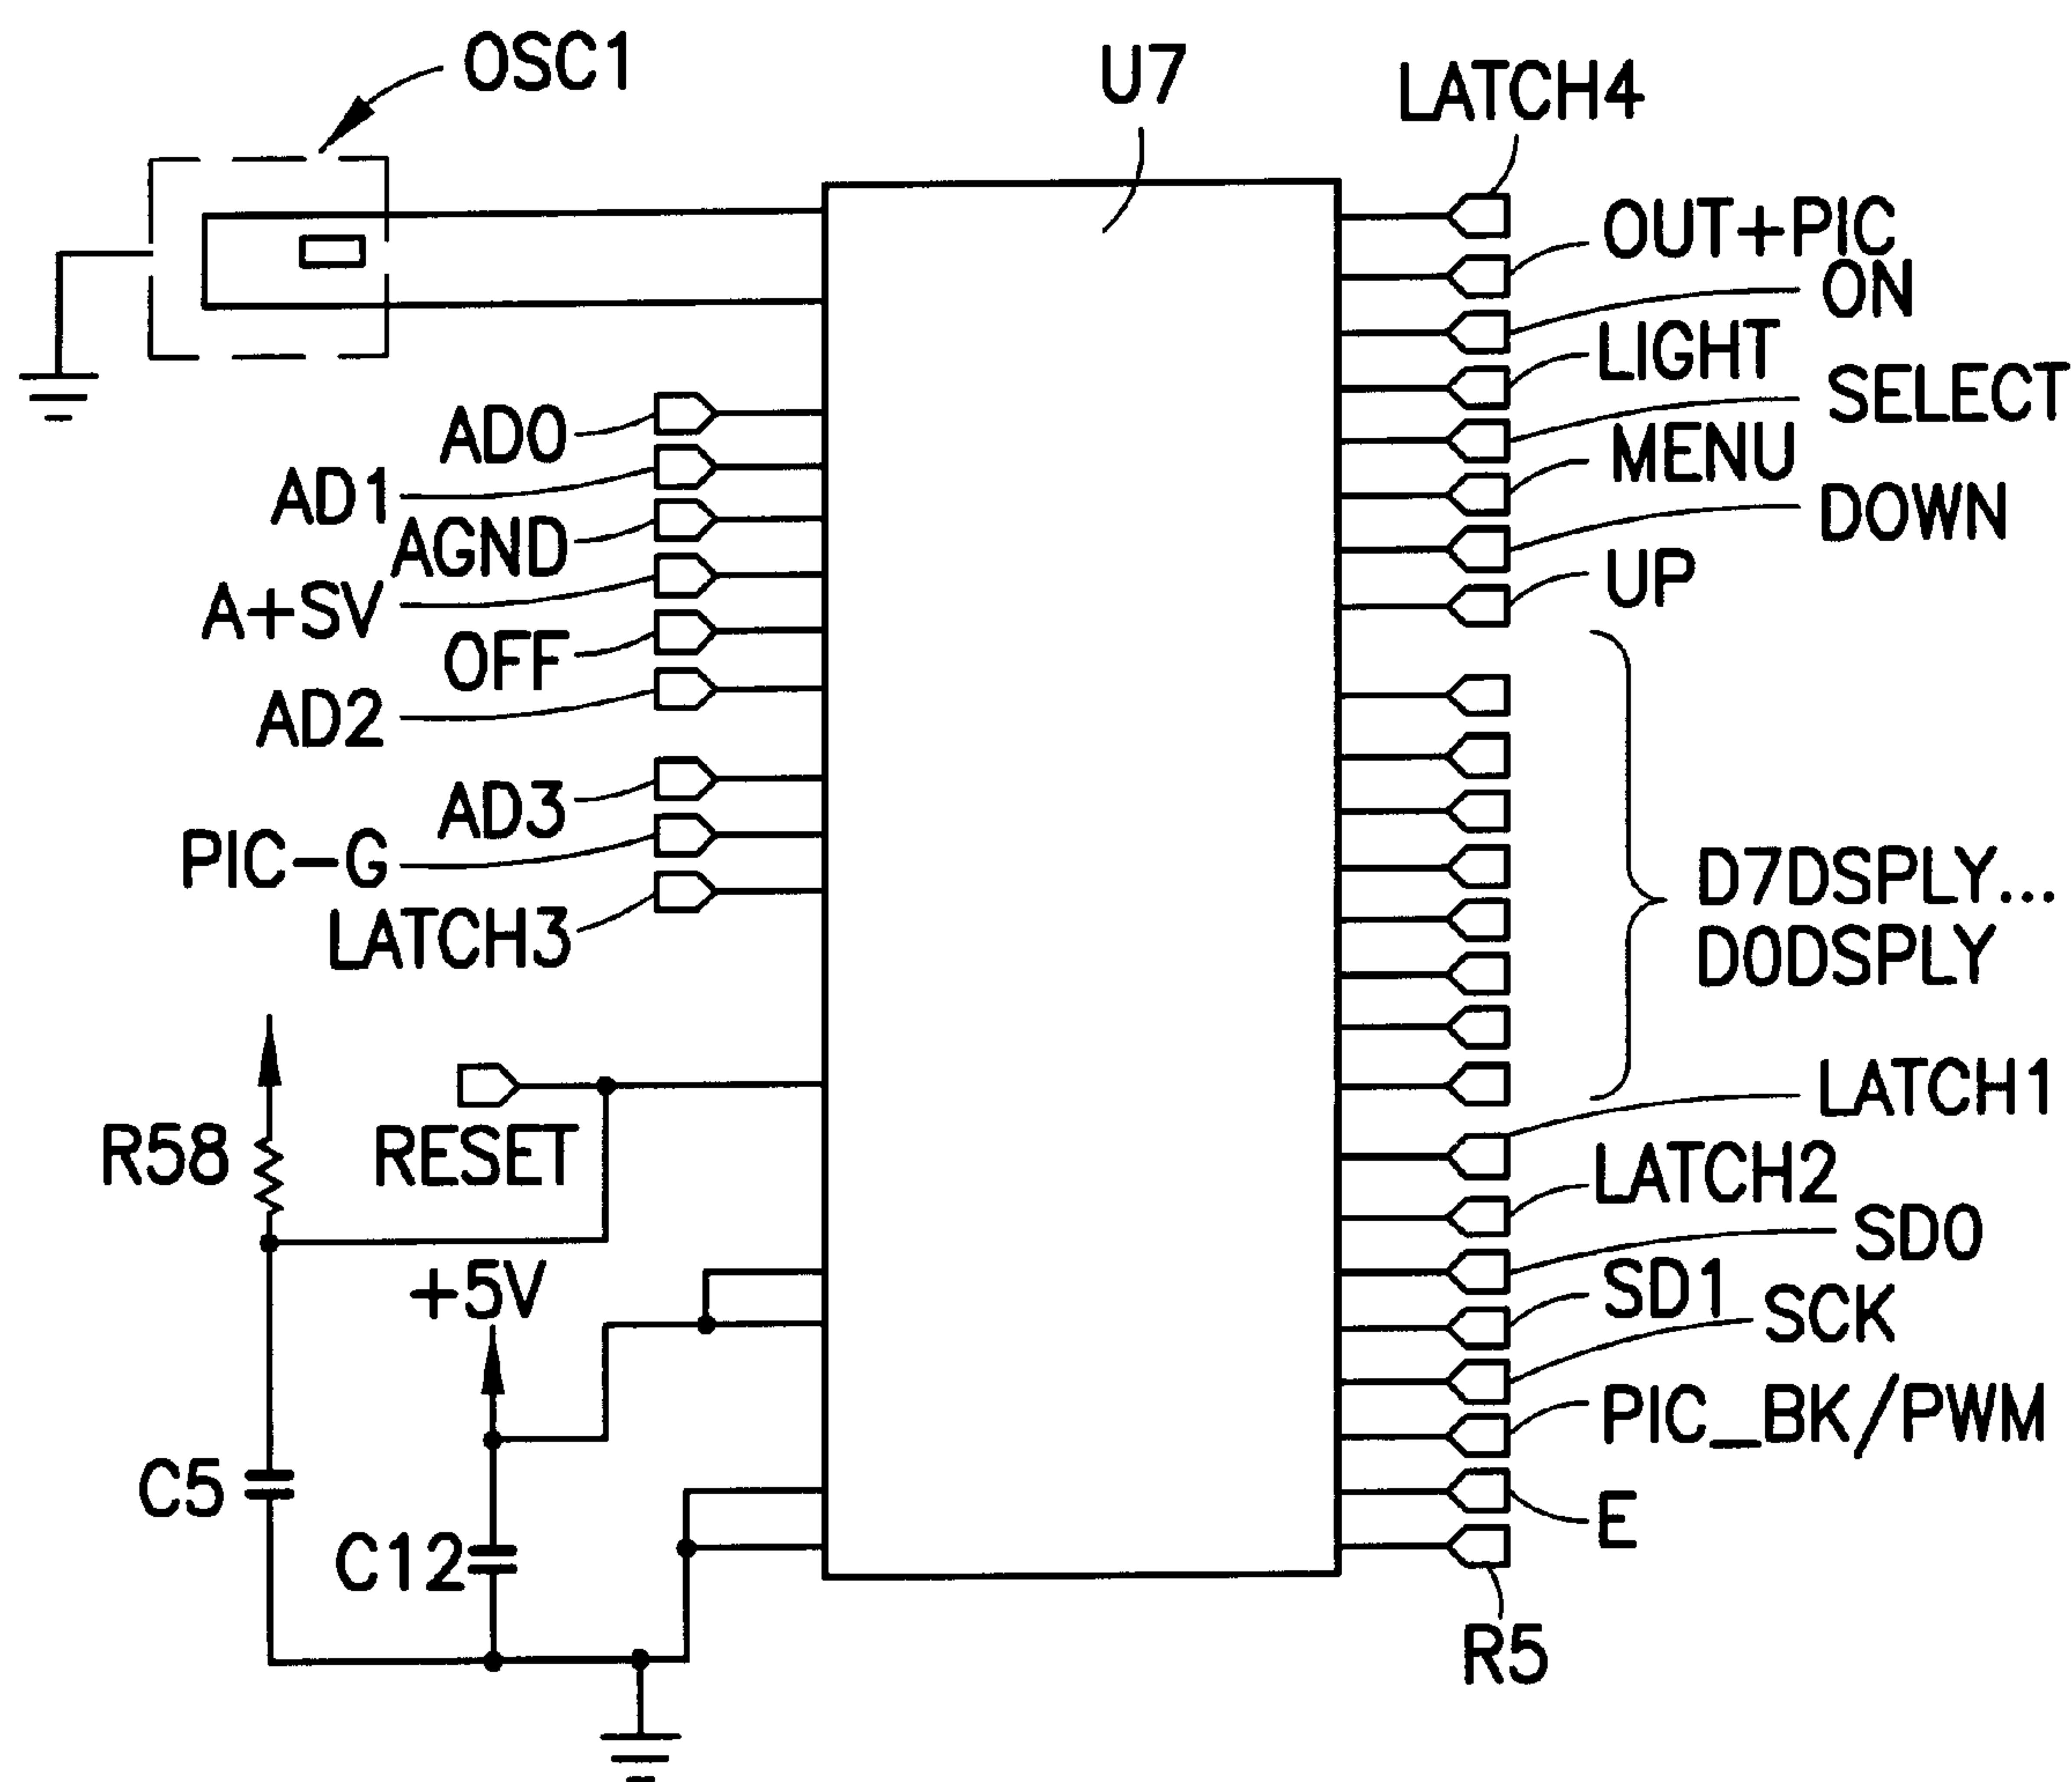 OSC1
U7
LATCH4
OUT+PIC
ON
LIGHT
SELECT
MENU
DOWN
UP
AD0
AD1
AGND
A+SV
OFF
AD2
AD3
PIC-G
LATCH3
D7DSPLY...
D0DSPLY
RESET
R58
+5V
C5
C12
LATCH1
LATCH2
SD0
SD1
SCK
PIC_BK/PWM
E
R5